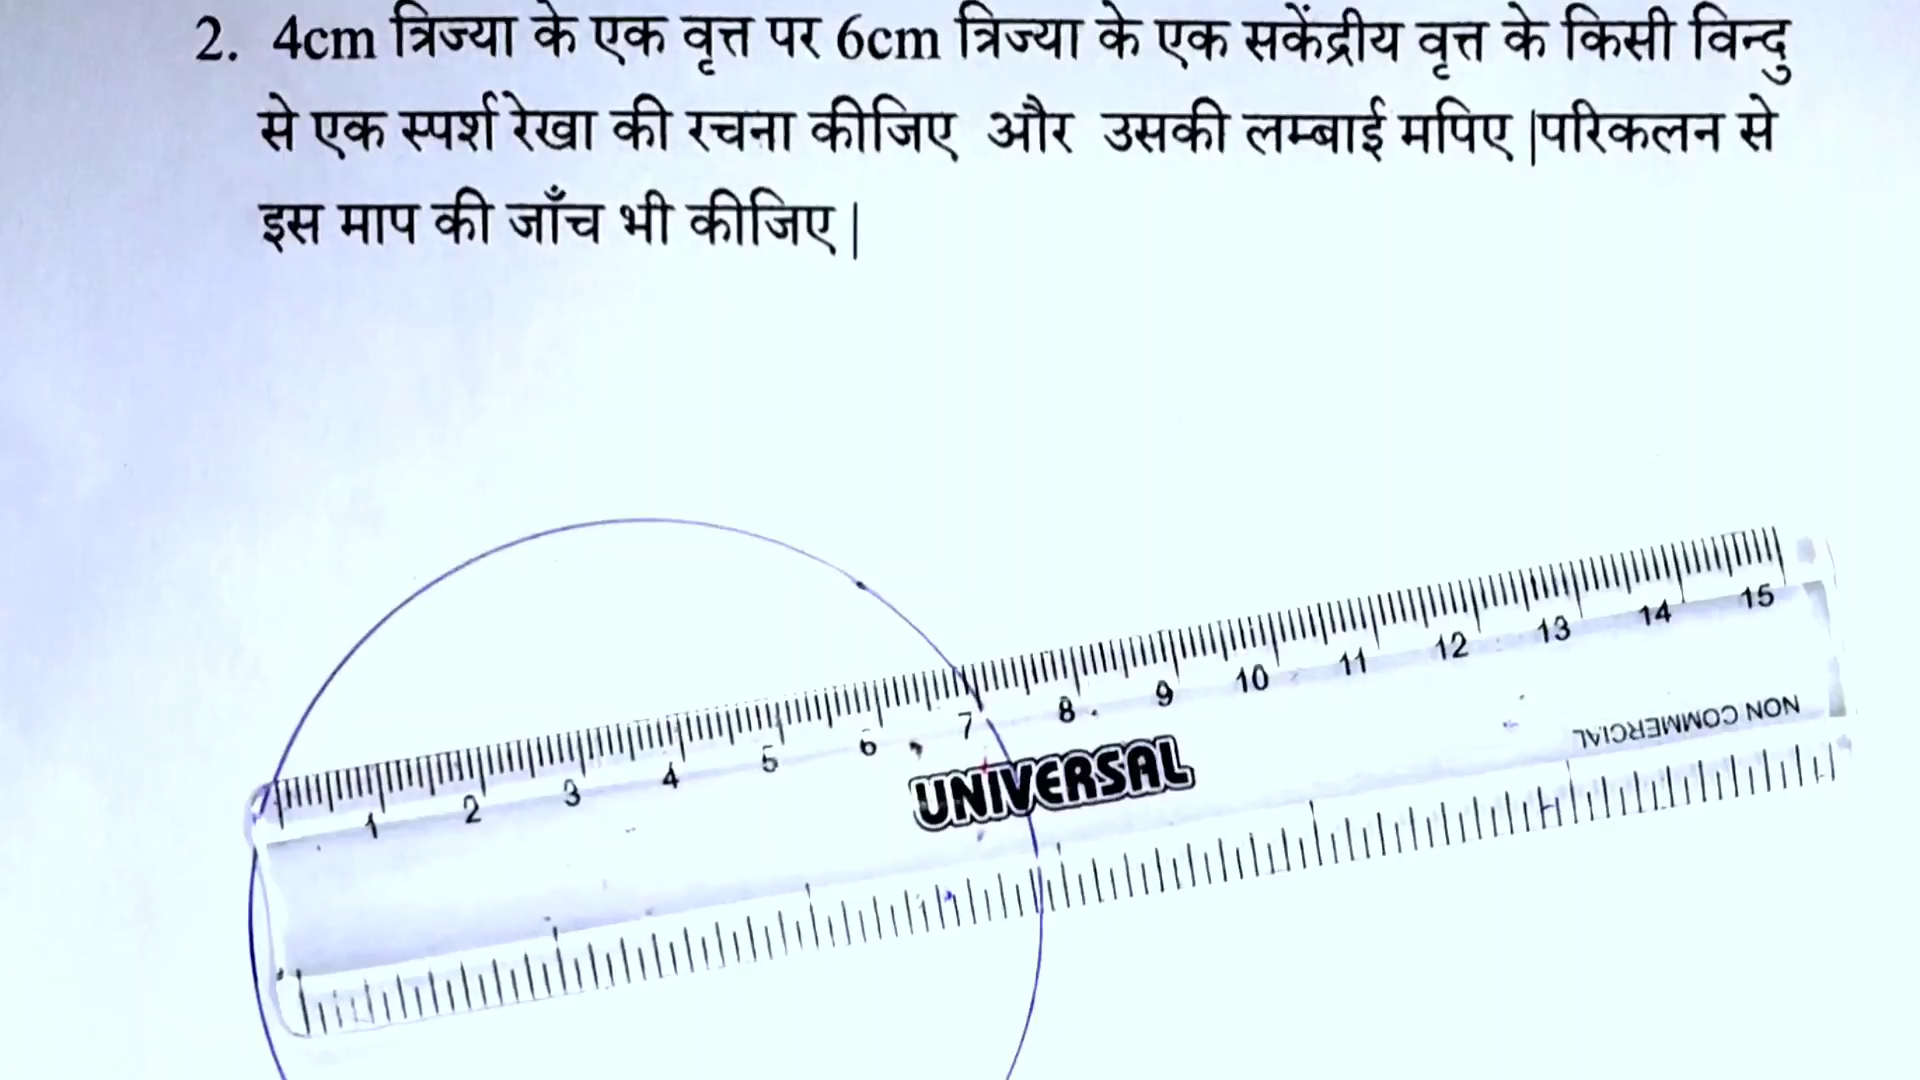 2. 4cm त्रिज्या के एक वृत्त पर 6cm त्रिज्या के एक सकेंद्रीय वृत्त के किसी विन्दु
से एक स्पर्श रेखा की रचना कीजिए और उसकी लम्बाई मपिए |परिकलन से
इस माप की जाँच भी कीजिए |
1 2 3 4 5 6 7 8 9 10 11 12 13 14 15
UNIVERSAL
NON COMMERCIAL